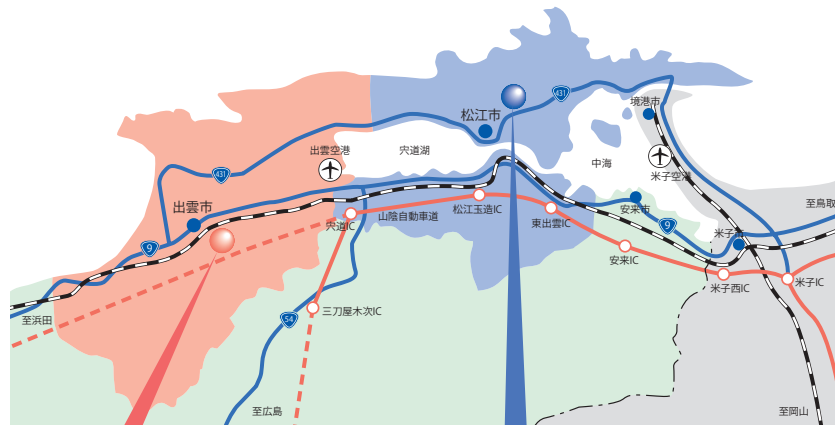 431
境港市
松江市
出雲空港
宍道湖
中海
米子空港
431
出雲市
至鳥取
宍道IC
山陰自動車道
松江玉造IC
東出雲IC
安来市
9
米子市
9
安来IC
米子西IC
米子IC
三刀屋木次IC
至浜田
54
至広島
至岡山